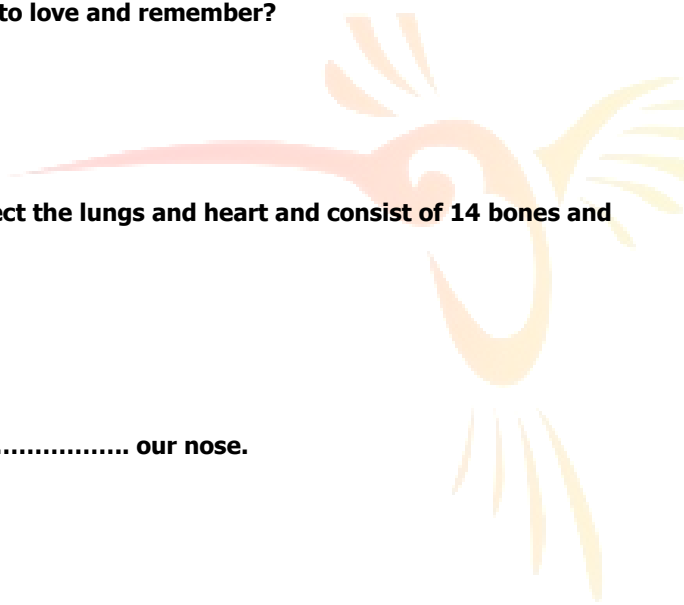 to love and remember?
ect the lungs and heart and consist of 14 bones and
…………….. our nose.